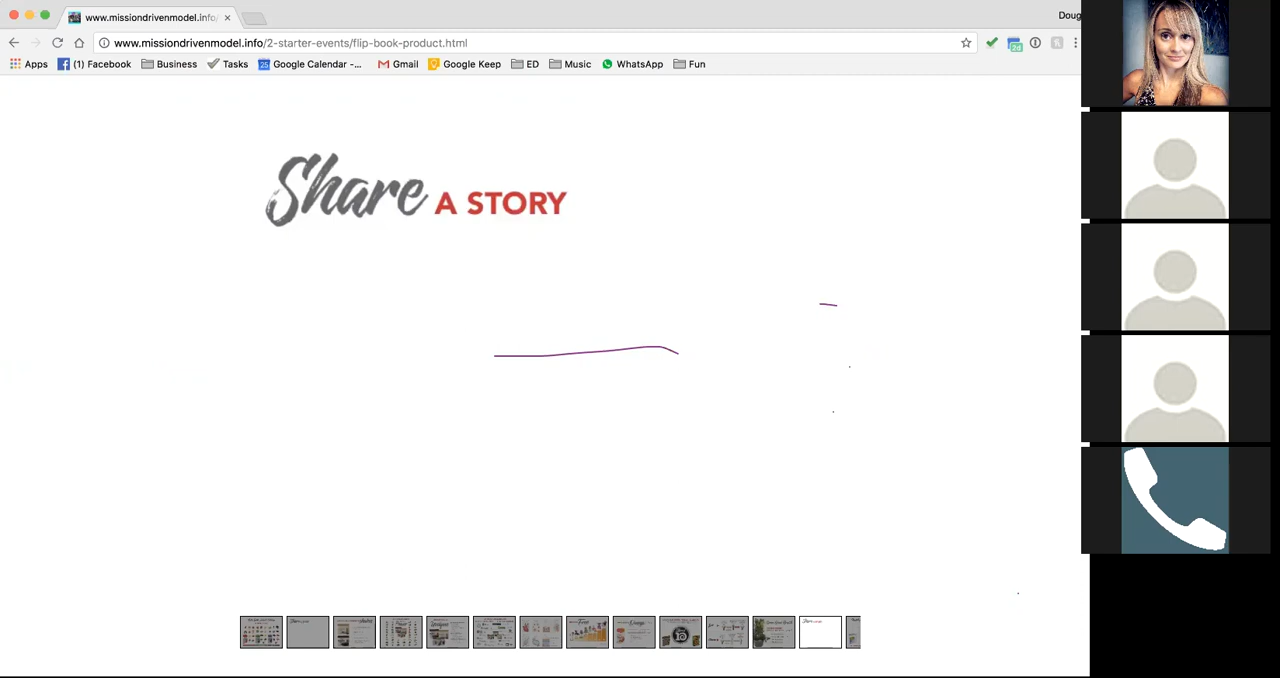 www.missiondrivenmodel.info/
Doug
www.missiondrivenmodel.info/2-starter-events/flip-book-product.html
Apps (1) Facebook Business Tasks Google Calendar -... Gmail Google Keep ED Music WhatsApp Fun
Share A STORY